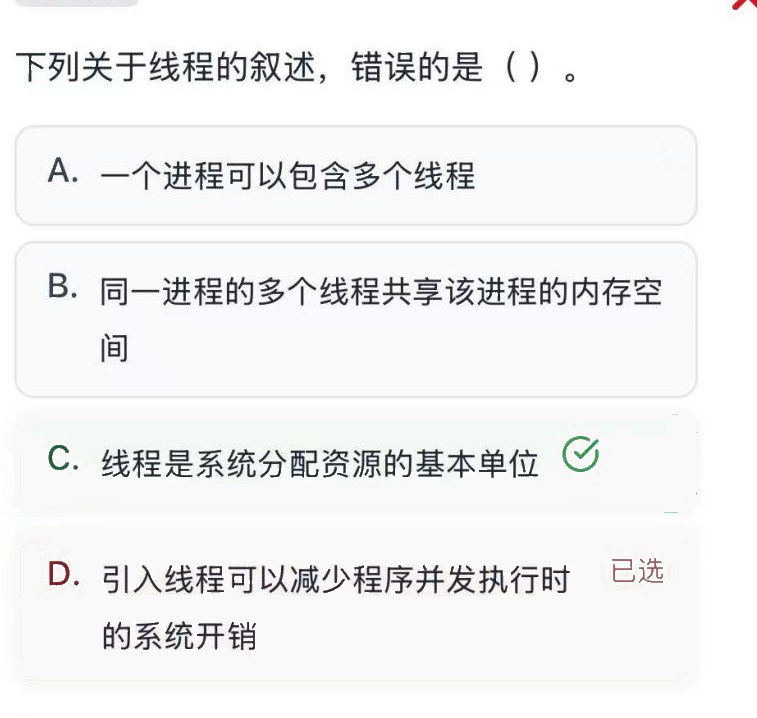 下列关于线程的叙述，错误的是（ ）。
A. 一个进程可以包含多个线程
B. 同一进程的多个线程共享该进程的内存空
间
C. 线程是系统分配资源的基本单位
D. 引入线程可以减少程序并发执行时 已选
的系统开销